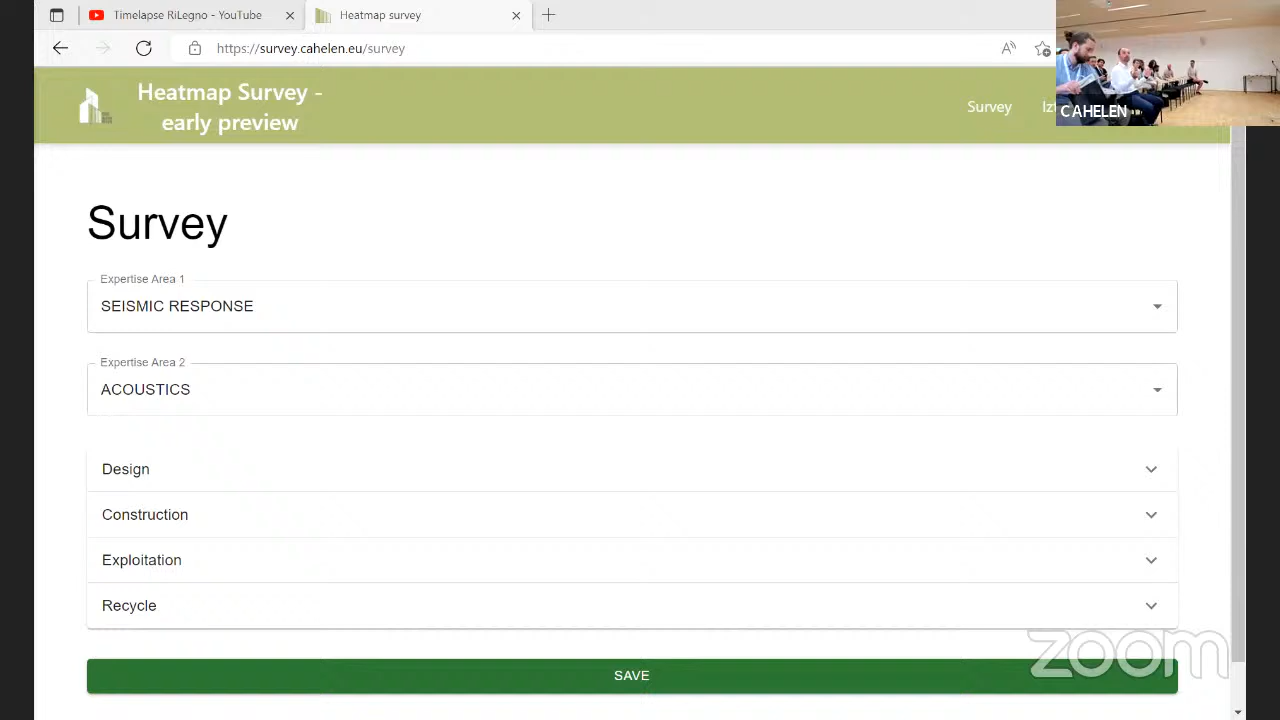 Timelapse RiLegno - YouTube
Heatmap survey
https://survey.cahelen.eu/survey
Heatmap Survey -
early preview
Survey
CAHELEN
Survey
Expertise Area 1
SEISMIC RESPONSE
Expertise Area 2
ACOUSTICS
Design
Construction
Exploitation
Recycle
zoom
SAVE